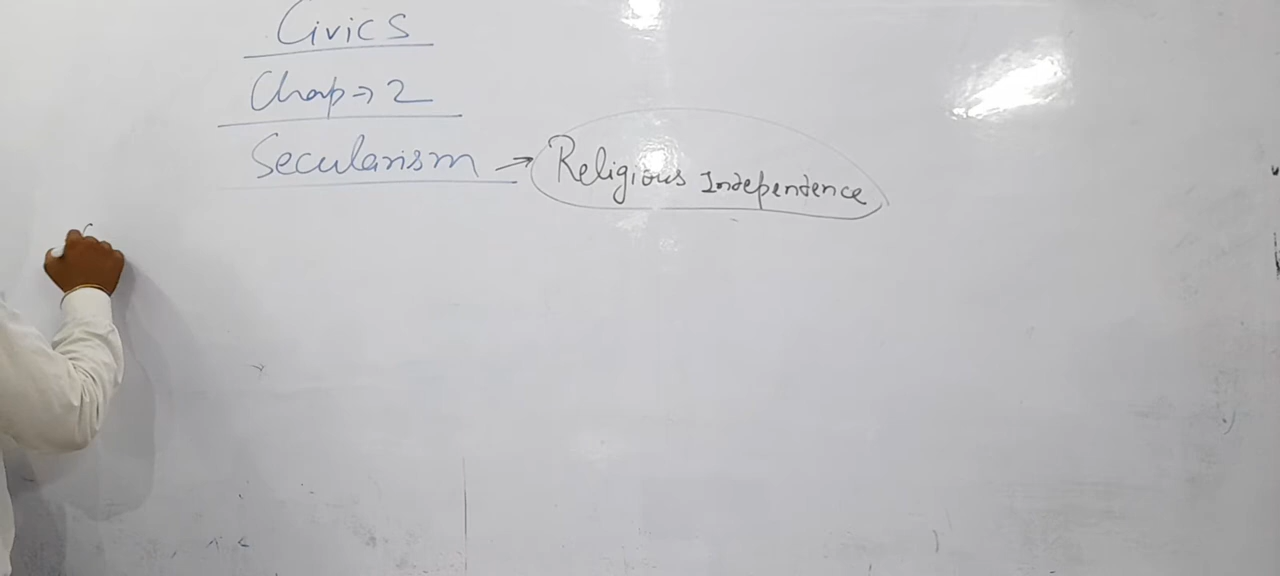 Civics
Chap → 2
Secularism → Religious Independence